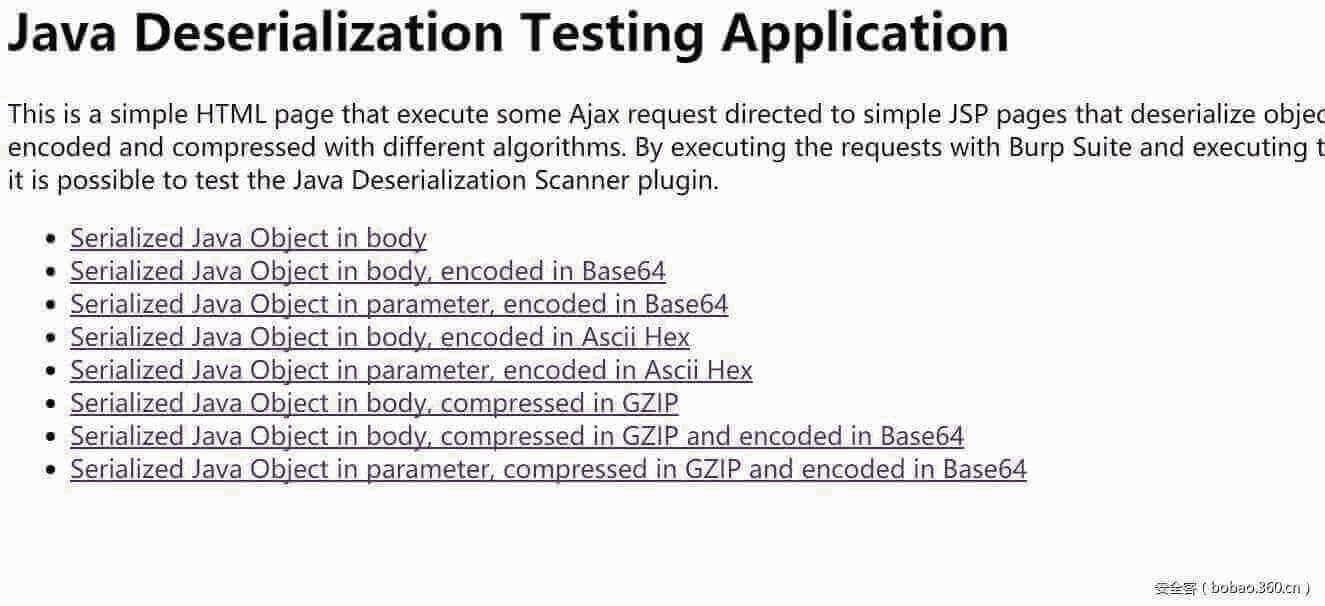 Java Deserialization Testing Application
This is a simple HTML page that execute some Ajax request directed to simple JSP pages that deserialize objec
encoded and compressed with different algorithms. By executing the requests with Burp Suite and executing t
it is possible to test the Java Deserialization Scanner plugin.
• Serialized Java Object in body
• Serialized Java Object in body, encoded in Base64
• Serialized Java Object in parameter, encoded in Base64
• Serialized Java Object in body, encoded in Ascii Hex
• Serialized Java Object in parameter, encoded in Ascii Hex
• Serialized Java Object in body, compressed in GZIP
• Serialized Java Object in body, compressed in GZIP and encoded in Base64
• Serialized Java Object in parameter, compressed in GZIP and encoded in Base64
安全客 ( bobao.360.cn )